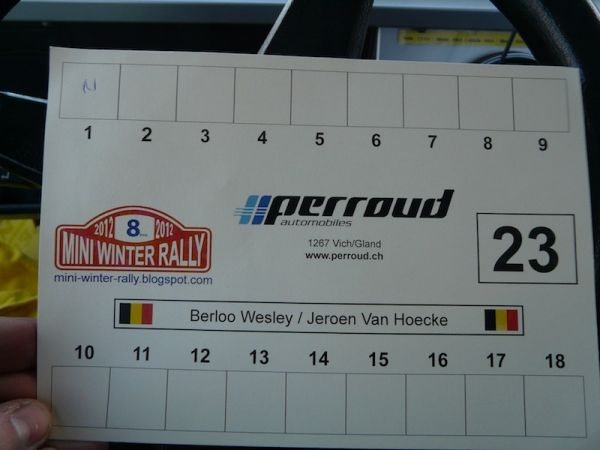 N
1 2 3 4 5 6 7 8 9
2012 8 2012
MINI WINTER RALLY
mini-winter-rally.blogspot.com
perroud
automobiles
1267 Vich/Gland
www.perroud.ch
23
Berloo Wesley / Jeroen Van Hoecke
10 11 12 13 14 15 16 17 18